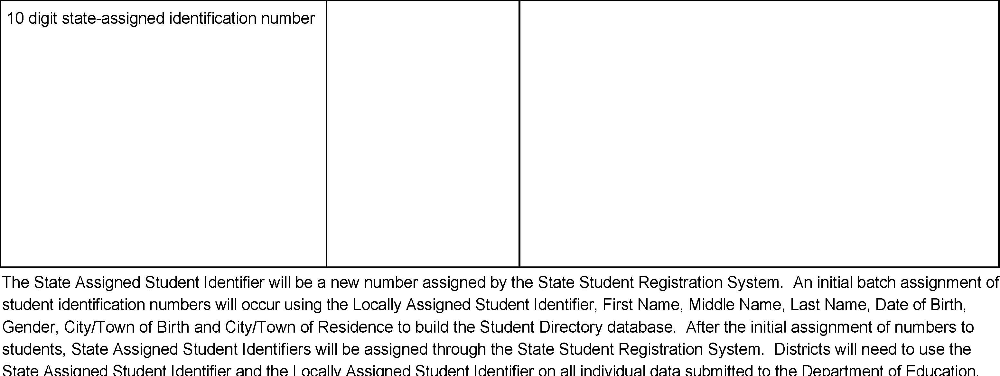 10 digit state-assigned identification number
The State Assigned Student Identifier will be a new number assigned by the State Student Registration System.  An initial batch assignment of
student identification numbers will occur using the Locally Assigned Student Identifier, First Name, Middle Name, Last Name, Date of Birth,
Gender, City/Town of Birth and City/Town of Residence to build the Student Directory database.  After the initial assignment of numbers to
students, State Assigned Student Identifiers will be assigned through the State Student Registration System.  Districts will need to use the
State Assigned Student Identifier and the Locally Assigned Student Identifier on all individual data submitted to the Department of Education.